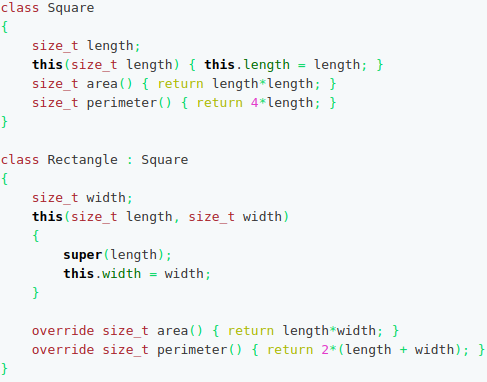 class Square
{
    size_t length;
    this(size_t length) { this.length = length; }
    size_t area() { return length*length; }
    size_t perimeter() { return 4*length; }
}

class Rectangle : Square
{
    size_t width;
    this(size_t length, size_t width)
    {
        super(length);
        this.width = width;
    }

    override size_t area() { return length*width; }
    override size_t perimeter() { return 2*(length + width); }
}